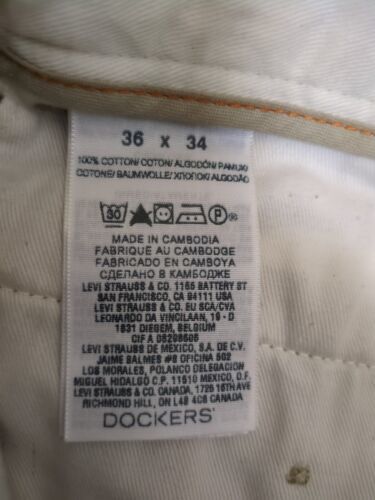 36 x 34
100% COTTON/ COTON/ ALGODÓN/ PAMUK/
COTONE/ BAUMWOLLE/ ХЛОПОК/ ALGODÃO
30 P ®
MADE IN CAMBODIA
FABRIQUÉ AU CAMBODGE
FABRICADO EN CAMBOYA
СДЕЛАНО В КАМБОДЖЕ
LEVI STRAUSS & CO. 1155 BATTERY ST
SAN FRANCISCO, CA 94111 USA
LEVI STRAUSS & CO. EU SCA/CVA
LEONARDO DA VINCILAAN, 19 - D
1831 DIEGEM, BELGIUM
CIF A
LEVI STRAUSS DE MEXICO, S.A. DE C.V.
JAIME BALMES #8 OFICINA 502
LOS MORALES, POLANCO DELEGACION
MIGUEL HIDALGO C.P. 11510 MEXICO, D.F.
LEVI STRAUSS & CO. CANADA, 1725 16TH AVE
RICHMOND HILL, ON L4B 4C6 CANADA
DOCKERS®